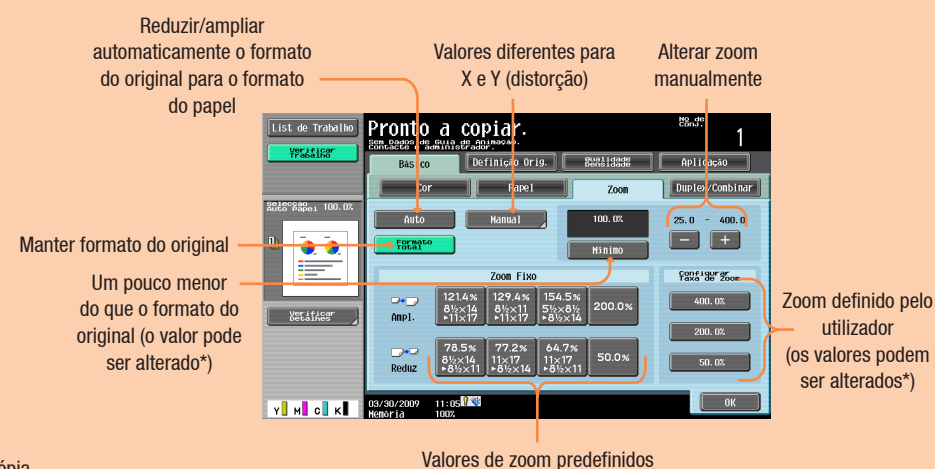 Reduzir/ampliar
automaticamente o formato
do original para o formato
do papel
Valores diferentes para
X e Y (distorção)
Alterar zoom
manualmente
List de Trabalho
Verificar
Trabalho
Pronto a copiar.
Sem Dados de Guia de Animação.
Contacte o administrador.
No de
Conj.
1
Básico
Definição Orig.
Qualidade
Densidade
Aplicação
Cor
Papel
Zoom
Duplex/Combinar
Selecção
Auto Papel 100.0%
Auto
Manual
100.0%
25.0 - 400.0
Formato
Total
Mínimo
- +
Manter formato do original
Um pouco menor
do que o formato do
original (o valor pode
ser alterado*)
Zoom Fixo
Configurar
Taxa de Zoom
Ampl.
121.4%
8½×14
▸11×17
129.4%
8½×11
▸11×17
154.5%
5½×8½
▸8½×14
200.0%
400.0%
200.0%
50.0%
Verificar
Detalhes
Reduz
78.5%
8½×14
▸8½×11
77.2%
11×17
▸8½×14
64.7%
11×17
▸8½×11
50.0%
Zoom definido pelo
utilizador
(os valores podem
ser alterados*)
OK
Y M C K
03/30/2009 11:05
Memória 100%
Valores de zoom predefinidos